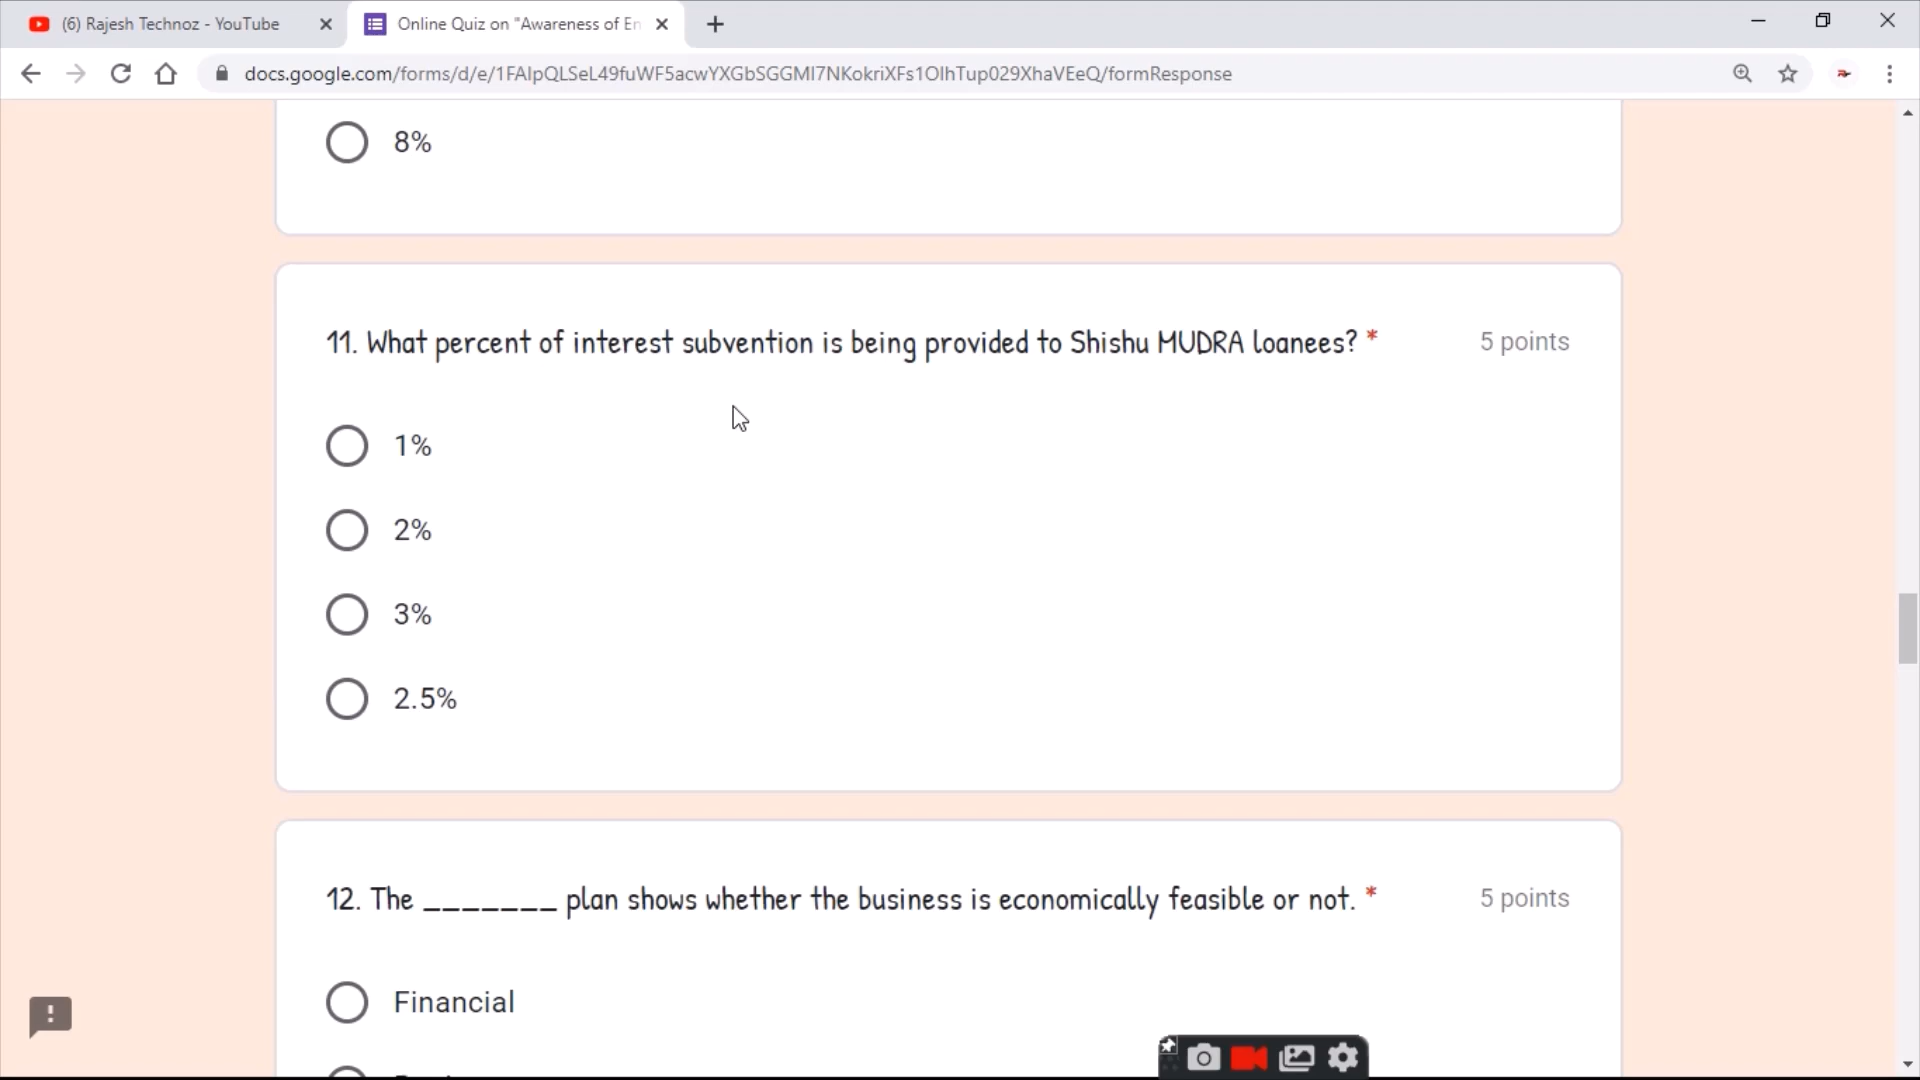 (6) Rajesh Technoz - YouTube
Online Quiz on "Awareness of En
docs.google.com/forms/d/e/1FAIpQLSeL49fuWF5acwYXGbSGGMI7NKokriXFs1OIhTup029XhaVEeQ/formResponse
8%
11. What percent of interest subvention is being provided to Shishu MUDRA loanees? *
5 points
1%
2%
3%
2.5%
12. The _______ plan shows whether the business is economically feasible or not. *
5 points
Financial